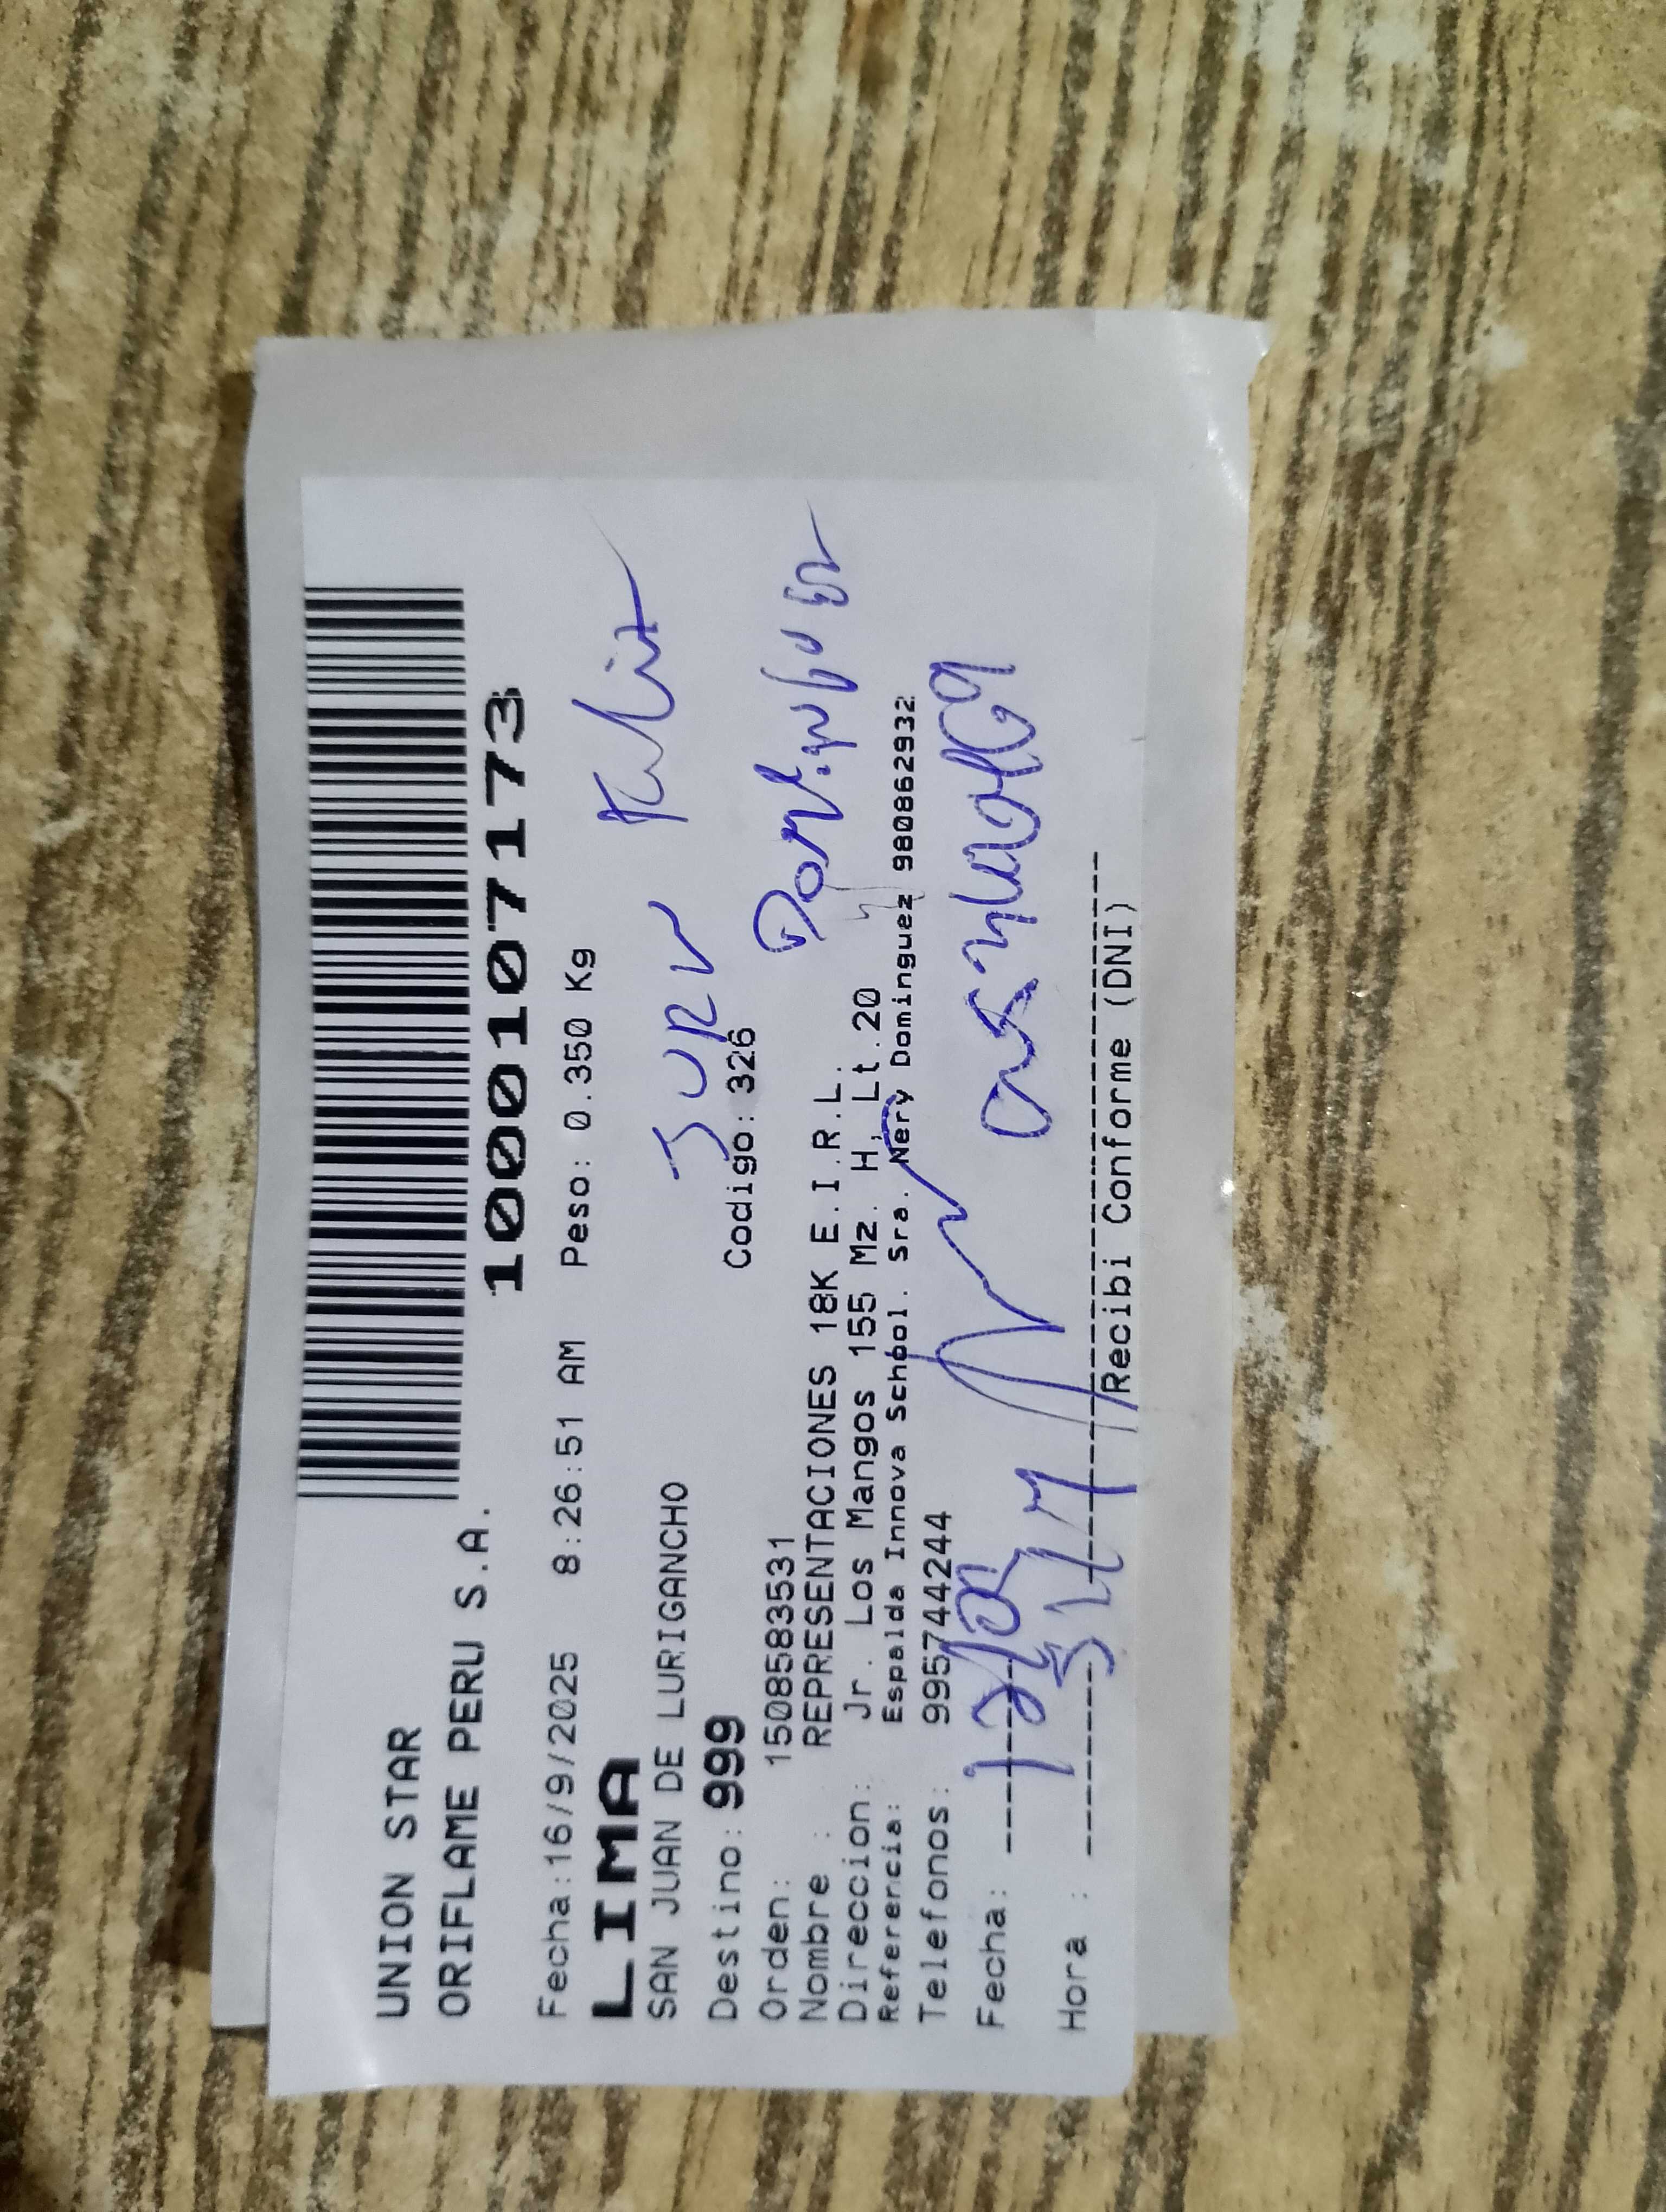 UNION STAR
ORIFLAME PERU S.A.
1000107173
Fecha:16/9/2025 8:26:51 AM Peso: 0.350 Kg
LIMA
SAN JUAN DE LURIGANCHO
Destino: 999 Codigo: 326
Orden: 1508583531
Nombre : REPRESENTACIONES 18K E.I.R.L.
Direccion: Jr. Los Mangos 155 Mz. H, Lt.20
Referencia: Espalda Innova School. Sra. Nery Dominguez 980862932
Telefonos: 995744244
Fecha:
Hora :
Recibi Conforme (DNI)